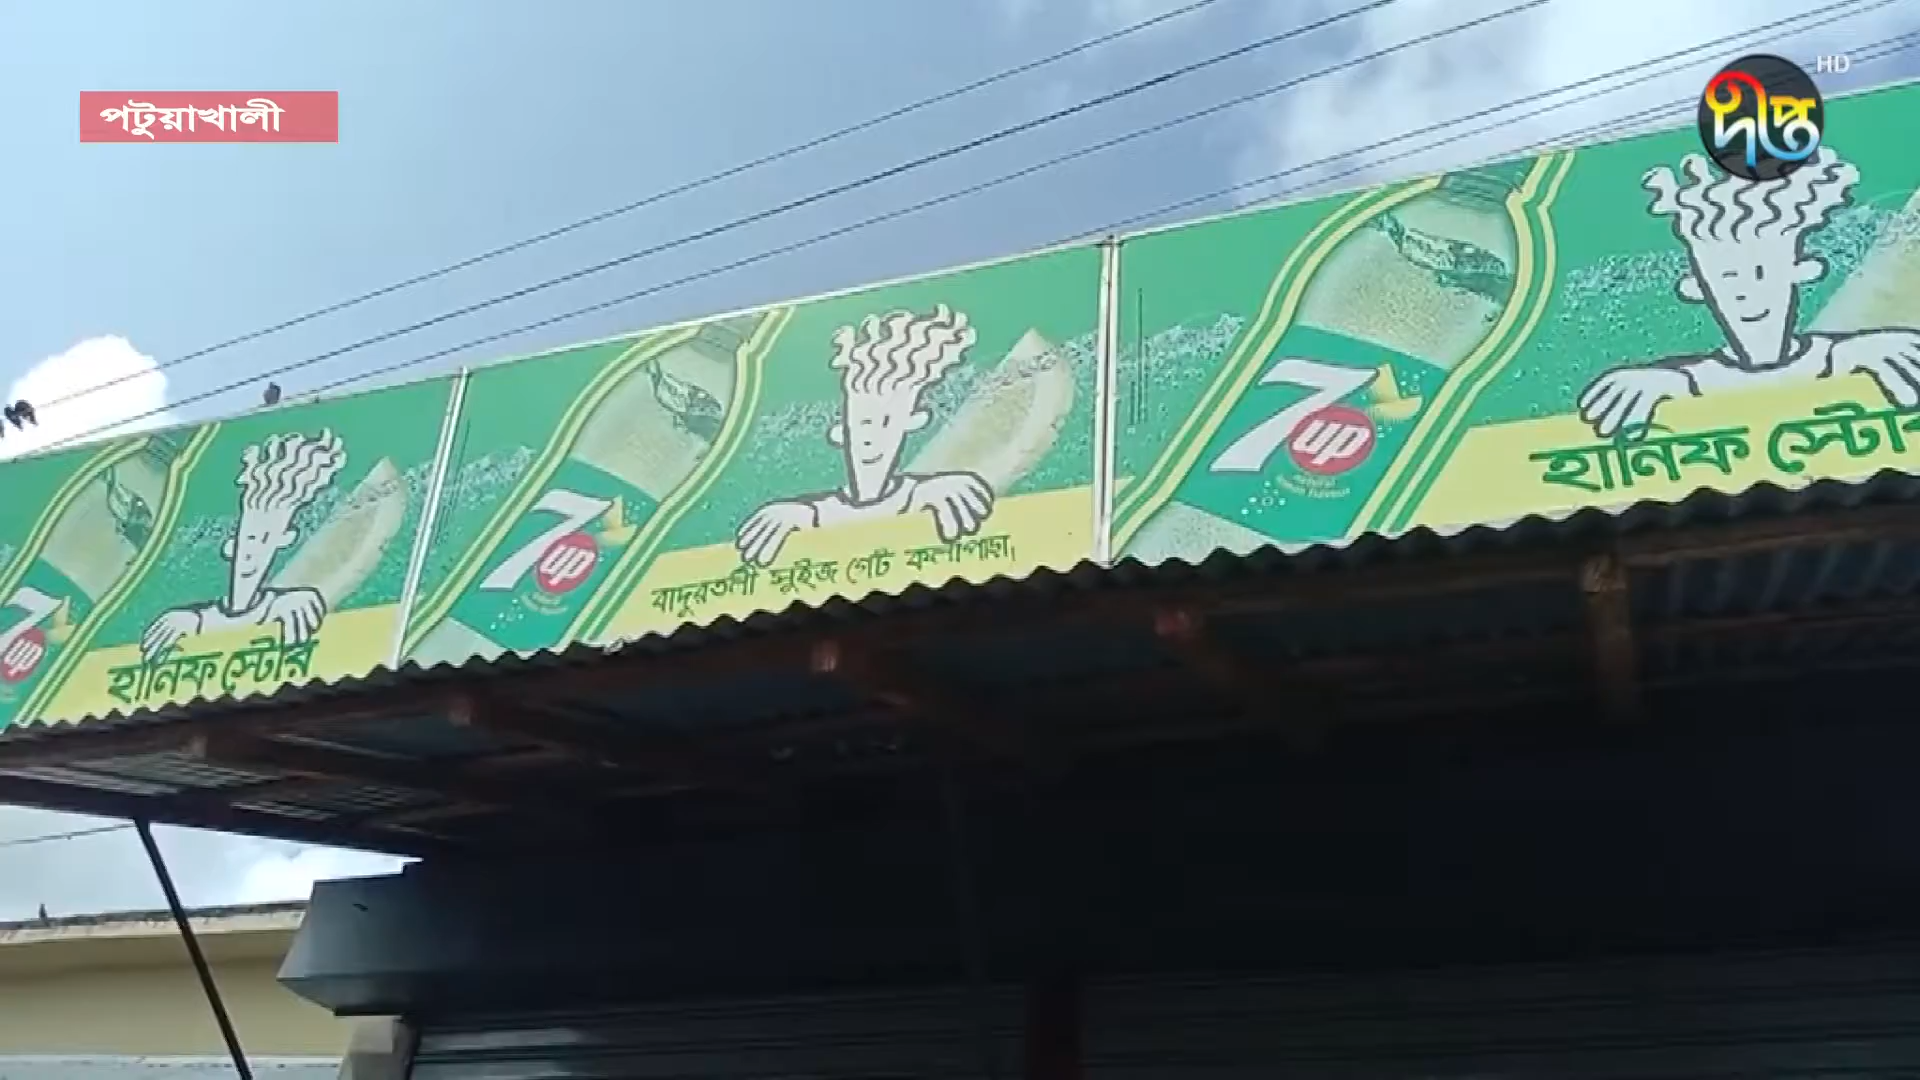 পটুয়াখালী
দীপ্ত
HD
7up
হানিফ স্টোর
7up
বাদুরতলী সুইজ গেট কলাপাড়া,
7up
হানিফ স্টোর